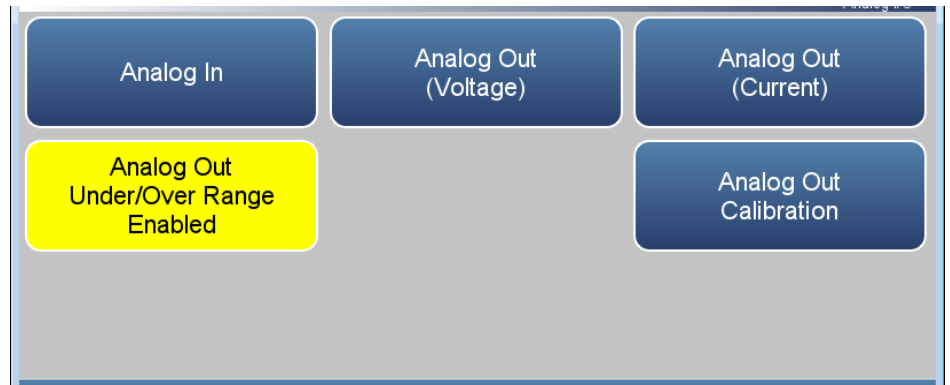 Analog In
Analog Out
(Voltage)
Analog Out
(Current)
Analog Out
Under/Over Range
Enabled
Analog Out
Calibration